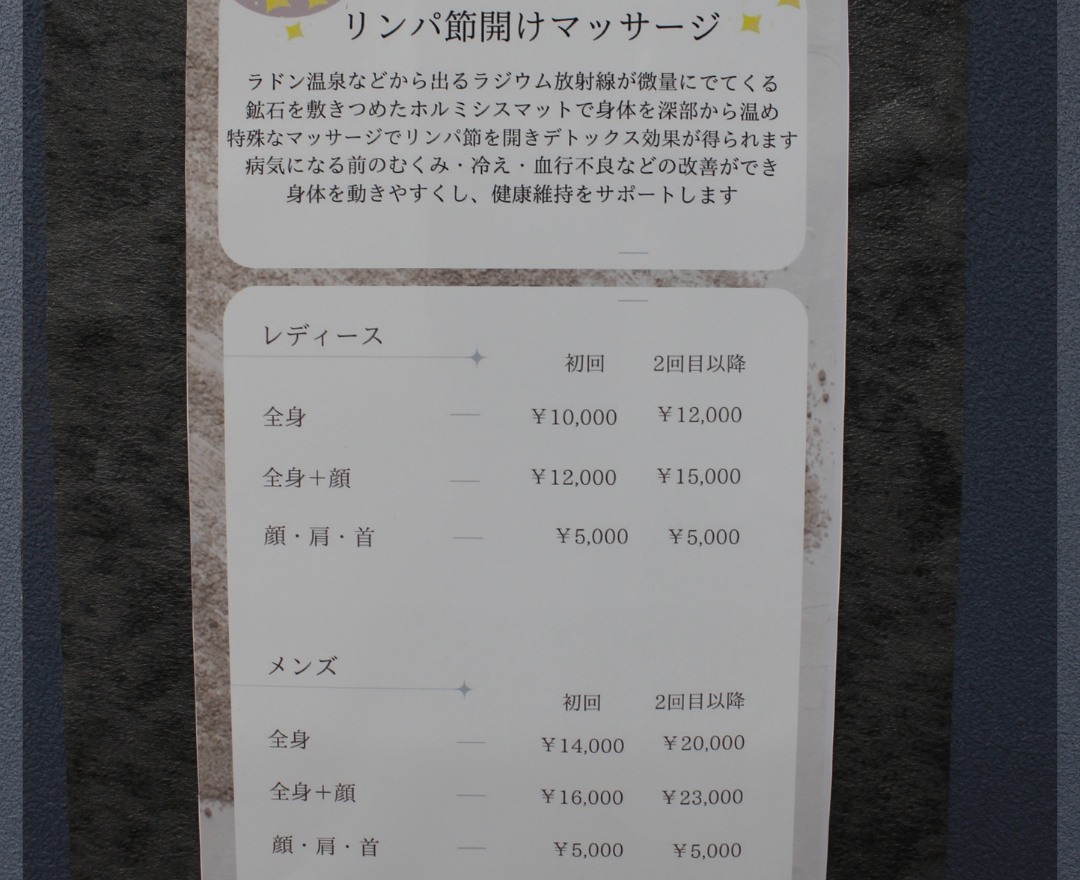 リンパ節開けマッサージ
ラドン温泉などから出るラジウム放射線が微量にでてくる
鉱石を敷きつめたホルミシスマットで身体を深部から温め
特殊なマッサージでリンパ節を開きデトックス効果が得られます
病気になる前のむくみ・冷え・血行不良などの改善ができ
身体を動きやすくし、健康維持をサポートします
レディース
初回 2回目以降
全身 — ¥10,000 ¥12,000
全身+顔 — ¥12,000 ¥15,000
顔・肩・首 — ¥5,000 ¥5,000
メンズ
初回 2回目以降
全身 — ¥14,000 ¥20,000
全身+顔 — ¥16,000 ¥23,000
顔・肩・首 — ¥5,000 ¥5,000